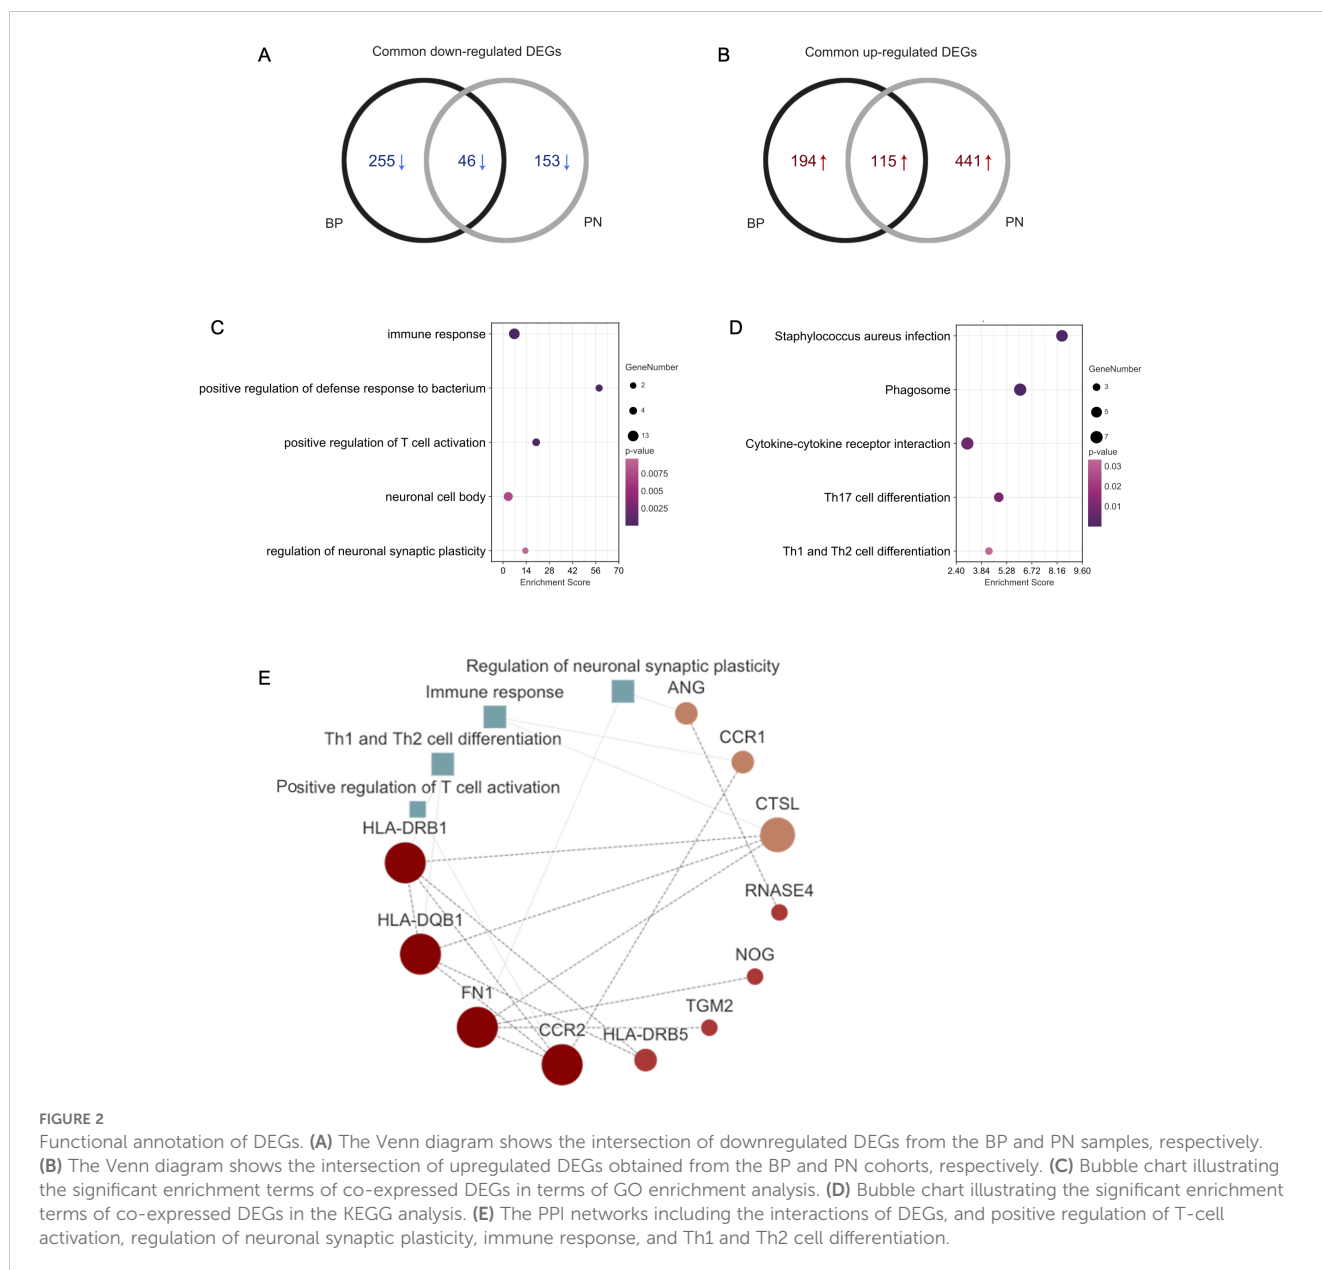 A
Common down-regulated DEGs
255↓
46↓
153↓
BP
PN
B
Common up-regulated DEGs
194↑
115↑
441↑
BP
PN
C
immune response
positive regulation of defense response to bacterium
positive regulation of T cell activation
neuronal cell body
regulation of neuronal synaptic plasticity
0 14 28 42 56 70
Enrichment Score
GeneNumber
2
4
13
p-value
0.0075
0.005
0.0025
D
Staphylococcus aureus infection
Phagosome
Cytokine-cytokine receptor interaction
Th17 cell differentiation
Th1 and Th2 cell differentiation
2.40 3.84 5.28 6.72 8.16 9.60
Enrichment Score
GeneNumber
3
5
7
p-value
0.03
0.02
0.01
E
Regulation of neuronal synaptic plasticity
Immune response
ANG
Th1 and Th2 cell differentiation
CCR1
Positive regulation of T cell activation
CTSL
HLA-DRB1
RNASE4
HLA-DQB1
NOG
FN1
TGM2
CCR2
HLA-DRB5
FIGURE 2
Functional annotation of DEGs. (A) The Venn diagram shows the intersection of downregulated DEGs from the BP and PN samples, respectively.
(B) The Venn diagram shows the intersection of upregulated DEGs obtained from the BP and PN cohorts, respectively. (C) Bubble chart illustrating
the significant enrichment terms of co-expressed DEGs in terms of GO enrichment analysis. (D) Bubble chart illustrating the significant enrichment
terms of co-expressed DEGs in the KEGG analysis. (E) The PPI networks including the interactions of DEGs, and positive regulation of T-cell
activation, regulation of neuronal synaptic plasticity, immune response, and Th1 and Th2 cell differentiation.